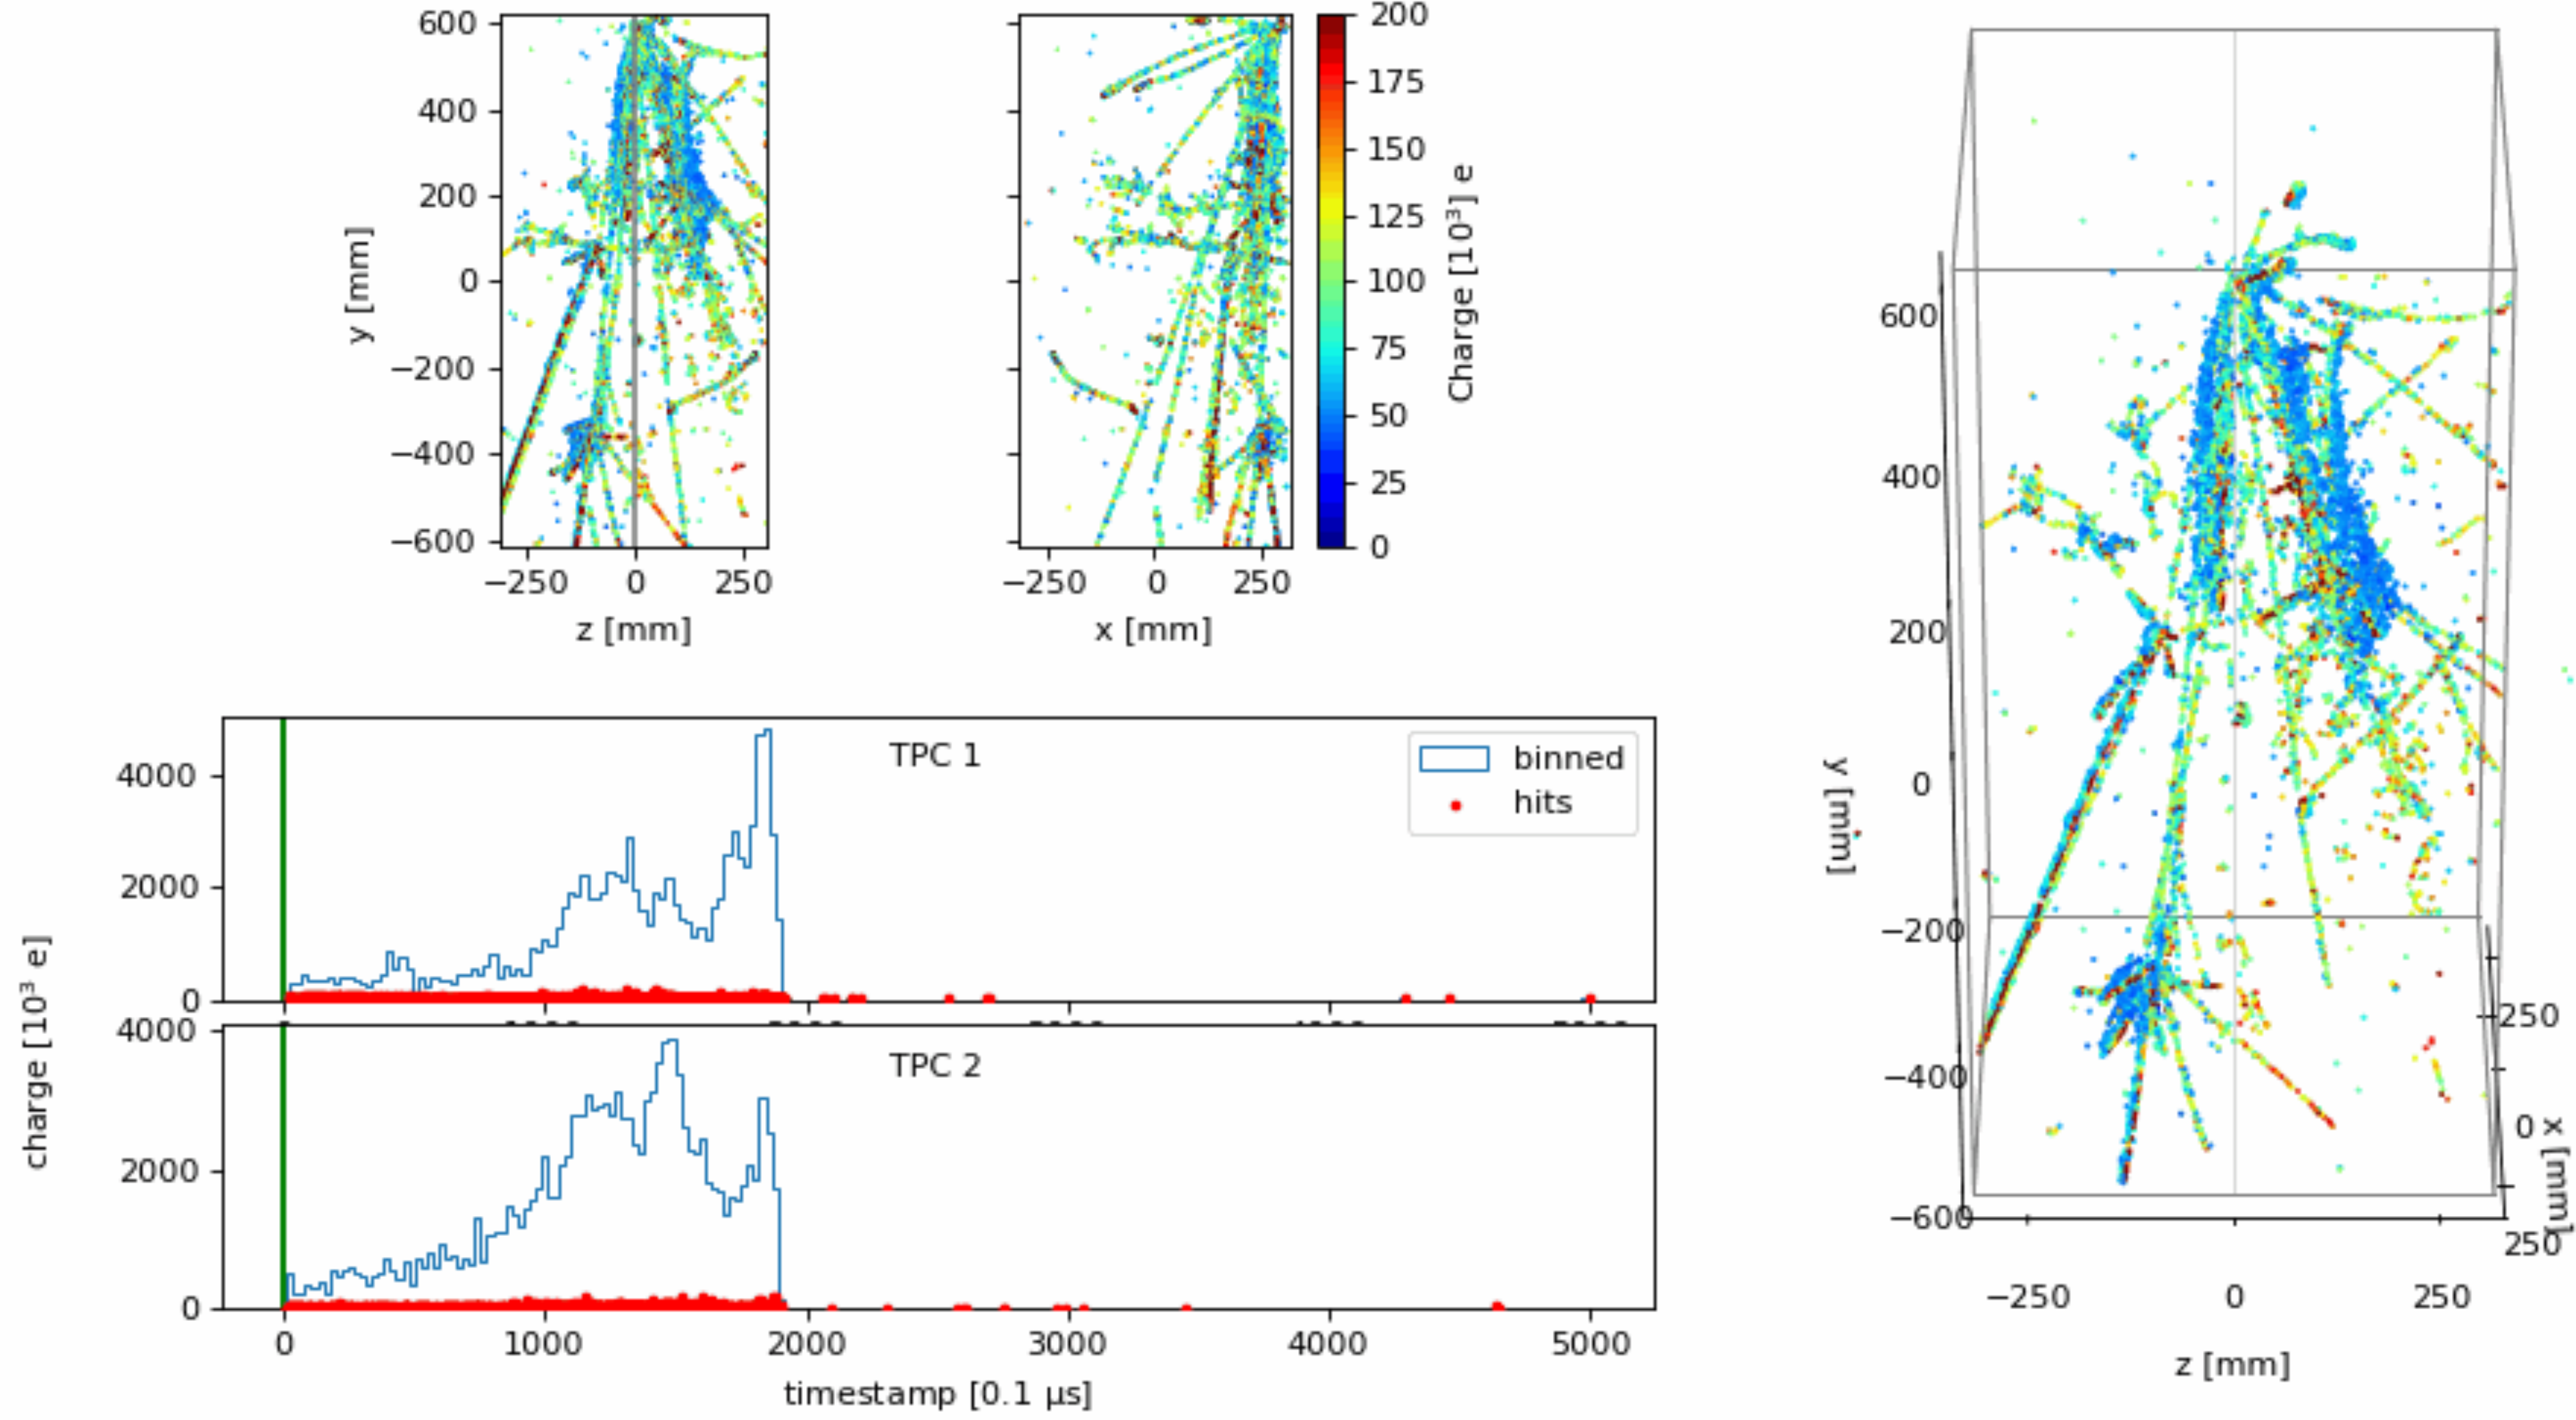 600
400
200
0
−200
−400
−600
y [mm]
−250 0 250
z [mm]
−250 0 250
x [mm]
200
175
150
125
100
75
50
25
0
Charge [10³] e
TPC 1
binned
hits
4000
2000
0
TPC 2
4000
2000
0
charge [10³ e]
0 1000 2000 3000 4000 5000
timestamp [0.1 μs]
600
400
200
0
−200
−400
−600
y [mm]
250
0
250
x [mm]
−250 0 250
z [mm]